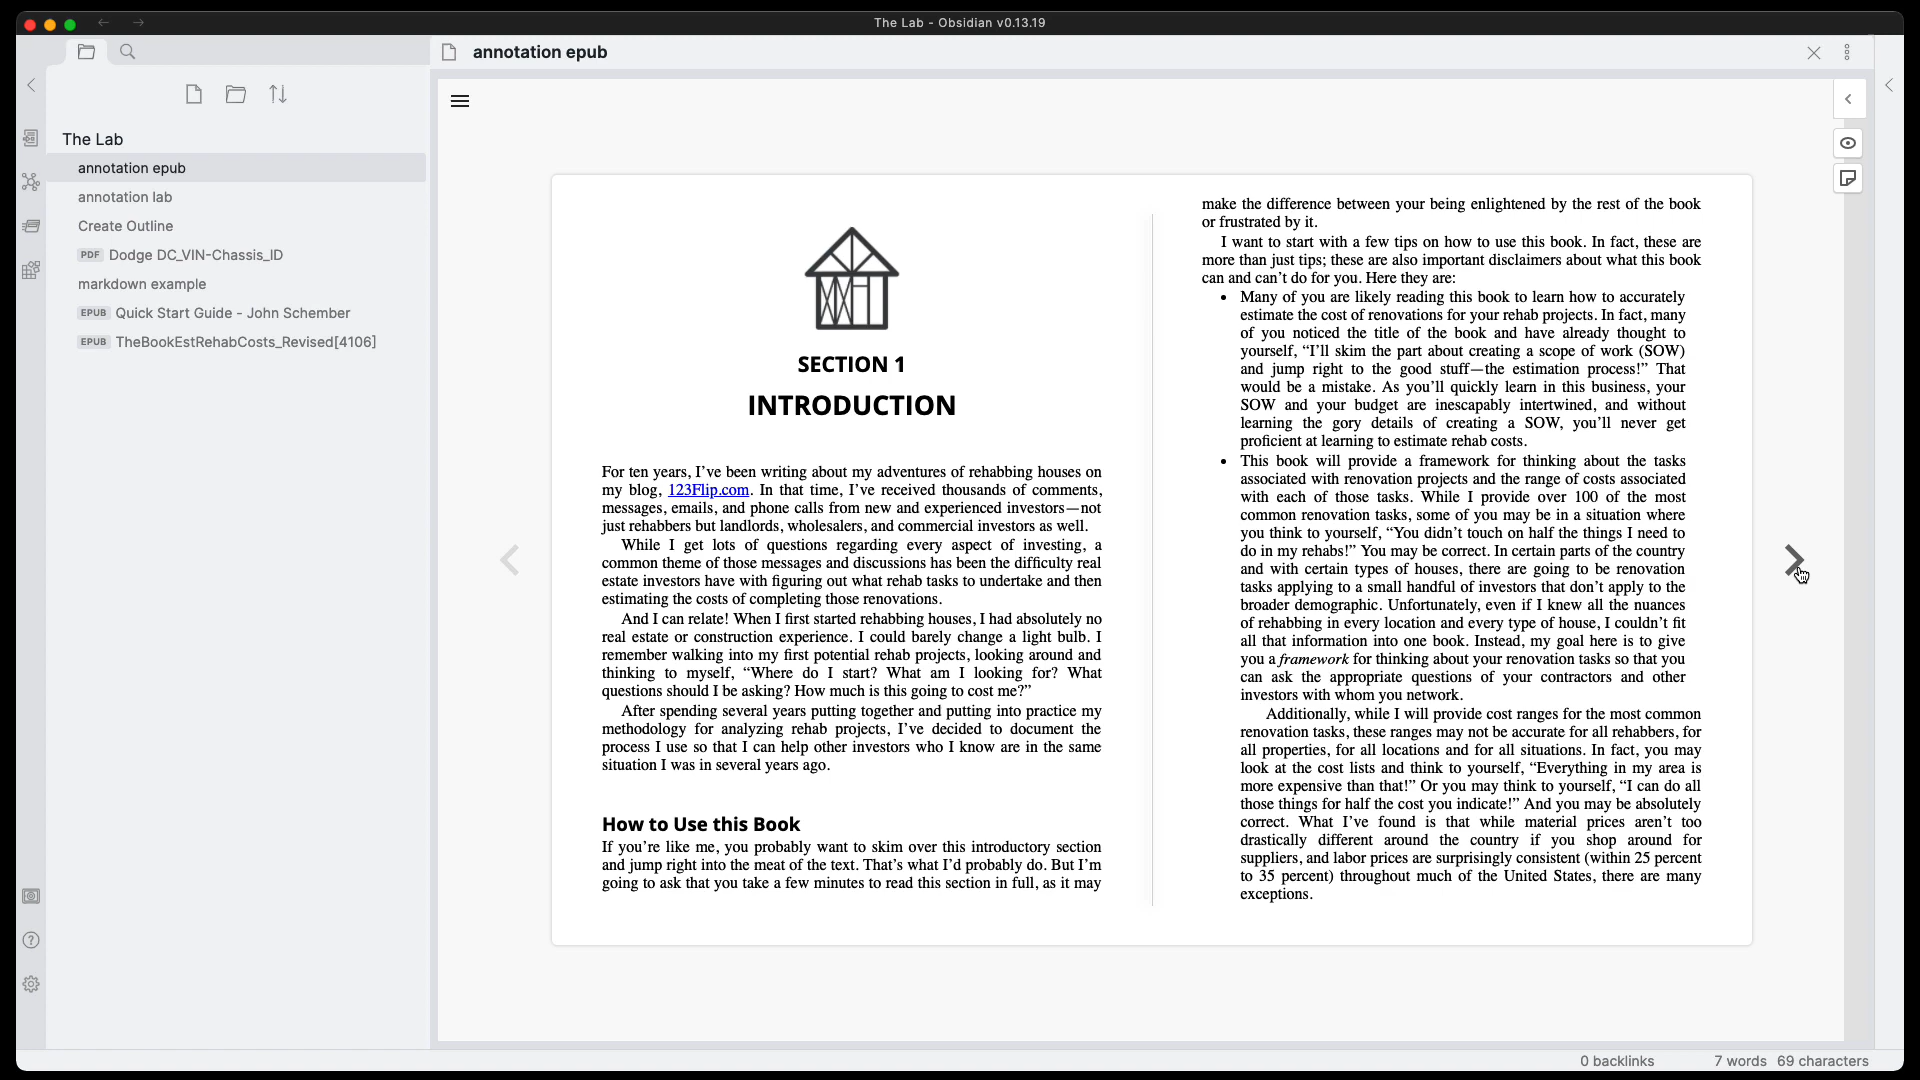 The Lab - Obsidian v0.13.19
annotation epub
The Lab
annotation epub
annotation lab
Create Outline
PDF Dodge DC_VIN-Chassis_ID
markdown example
EPUB Quick Start Guide - John Schember
EPUB TheBookEstRehabCosts_Revised[4106]
SECTION 1
INTRODUCTION
For ten years, I’ve been writing about my adventures of rehabbing houses on
my blog, 123Flip.com. In that time, I’ve received thousands of comments,
messages, emails, and phone calls from new and experienced investors—not
just rehabbers but landlords, wholesalers, and commercial investors as well.
While I get lots of questions regarding every aspect of investing, a
common theme of those messages and discussions has been the difficulty real
estate investors have with figuring out what rehab tasks to undertake and then
estimating the costs of completing those renovations.
And I can relate! When I first started rehabbing houses, I had absolutely no
real estate or construction experience. I could barely change a light bulb. I
remember walking into my first potential rehab projects, looking around and
thinking to myself, “Where do I start? What am I looking for? What
questions should I be asking? How much is this going to cost me?”
After spending several years putting together and putting into practice my
methodology for analyzing rehab projects, I’ve decided to document the
process I use so that I can help other investors who I know are in the same
situation I was in several years ago.
How to Use this Book
If you’re like me, you probably want to skim over this introductory section
and jump right into the meat of the text. That’s what I’d probably do. But I’m
going to ask that you take a few minutes to read this section in full, as it may
make the difference between your being enlightened by the rest of the book
or frustrated by it.
I want to start with a few tips on how to use this book. In fact, these are
more than just tips; these are also important disclaimers about what this book
can and can’t do for you. Here they are:
• Many of you are likely reading this book to learn how to accurately
estimate the cost of renovations for your rehab projects. In fact, many
of you noticed the title of the book and have already thought to
yourself, “I’ll skim the part about creating a scope of work (SOW)
and jump right to the good stuff—the estimation process!” That
would be a mistake. As you’ll quickly learn in this business, your
SOW and your budget are inescapably intertwined, and without
learning the gory details of creating a SOW, you’ll never get
proficient at learning to estimate rehab costs.
• This book will provide a framework for thinking about the tasks
associated with renovation projects and the range of costs associated
with each of those tasks. While I provide over 100 of the most
common renovation tasks, some of you may be in a situation where
you think to yourself, “You didn’t touch on half the things I need to
do in my rehabs!” You may be correct. In certain parts of the country
and with certain types of houses, there are going to be renovation
tasks applying to a small handful of investors that don’t apply to the
broader demographic. Unfortunately, even if I knew all the nuances
of rehabbing in every location and every type of house, I couldn’t fit
all that information into one book. Instead, my goal here is to give
you a framework for thinking about your renovation tasks so that you
can ask the appropriate questions of your contractors and other
investors with whom you network.
Additionally, while I will provide cost ranges for the most common
renovation tasks, these ranges may not be accurate for all rehabbers, for
all properties, for all locations and for all situations. In fact, you may
look at the cost lists and think to yourself, “Everything in my area is
more expensive than that!” Or you may think to yourself, “I can do all
those things for half the cost you indicate!” And you may be absolutely
correct. What I’ve found is that while material prices aren’t too
drastically different around the country if you shop around for
suppliers, and labor prices are surprisingly consistent (within 25 percent
to 35 percent) throughout much of the United States, there are many
exceptions.
0 backlinks 7 words 69 characters